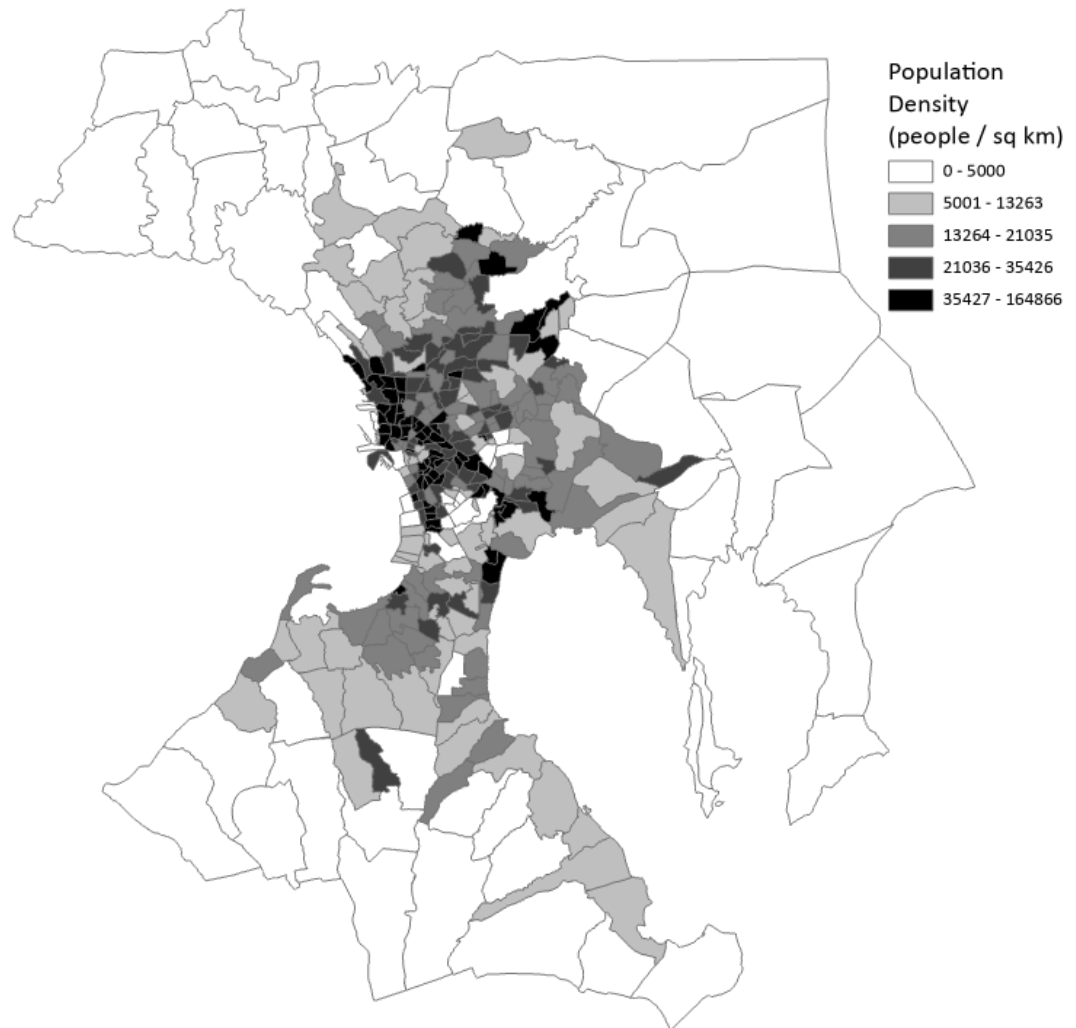 Population
Density
(people / sq km)
0 - 5000
5001 - 13263
13264 - 21035
21036 - 35426
35427 - 164866